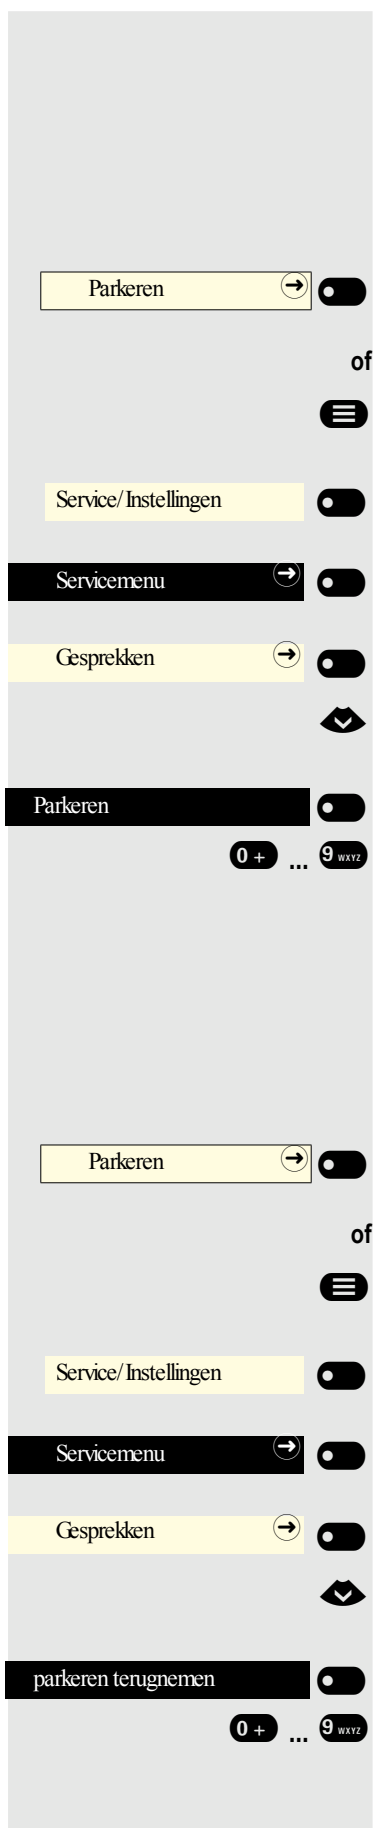 Parkeren
of
Service/Instellingen
Servicemenu
Gesprekken
Parkeren
0 + ... 9 WXYZ
Parkeren
of
Service/Instellingen
Servicemenu
Gesprekken
parkeren terugnemen
0 + ... 9 WXYZ